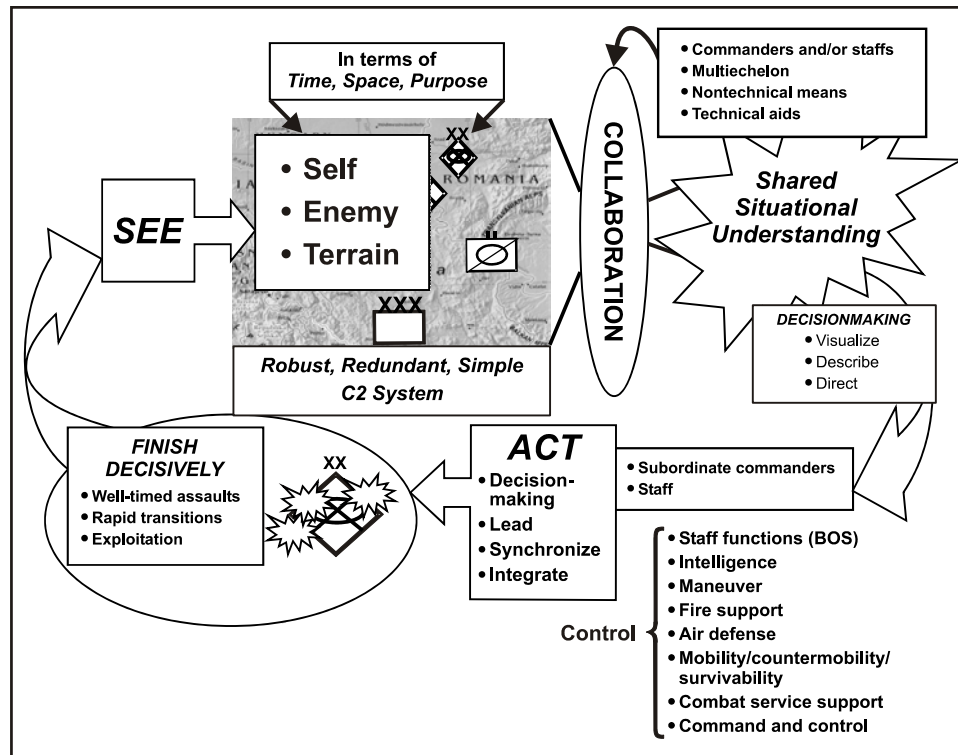 In terms of
Time, Space, Purpose
• Commanders and/or staffs
• Multiechelon
• Nontechnical means
• Technical aids
SEE
• Self
• Enemy
• Terrain
XX
ROMANIA
XXX
COLLABORATION
Shared
Situational
Understanding
Robust, Redundant, Simple
C2 System
DECISIONMAKING
• Visualize
• Describe
• Direct
FINISH
DECISIVELY
• Well-timed assaults
• Rapid transitions
• Exploitation
XX
ACT
• Decision-
making
• Lead
• Synchronize
• Integrate
• Subordinate commanders
• Staff
Control
• Staff functions (BOS)
• Intelligence
• Maneuver
• Fire support
• Air defense
• Mobility/countermobility/
survivability
• Combat service support
• Command and control